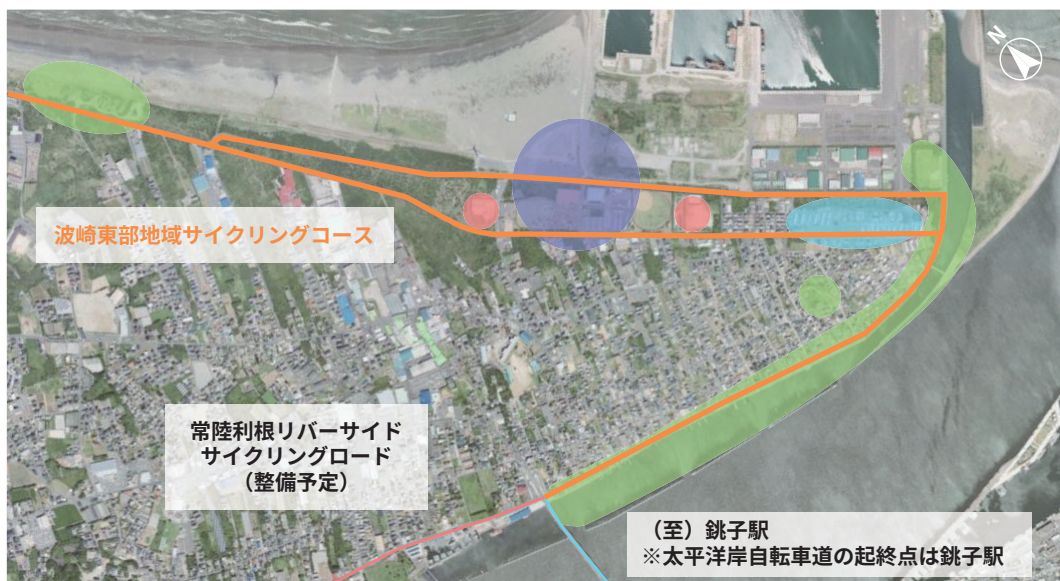 N
波崎東部地域サイクリングコース
常陸利根リバーサイド
サイクリングロード
（整備予定）
（至）銚子駅
※太平洋岸自転車道の起終点は銚子駅